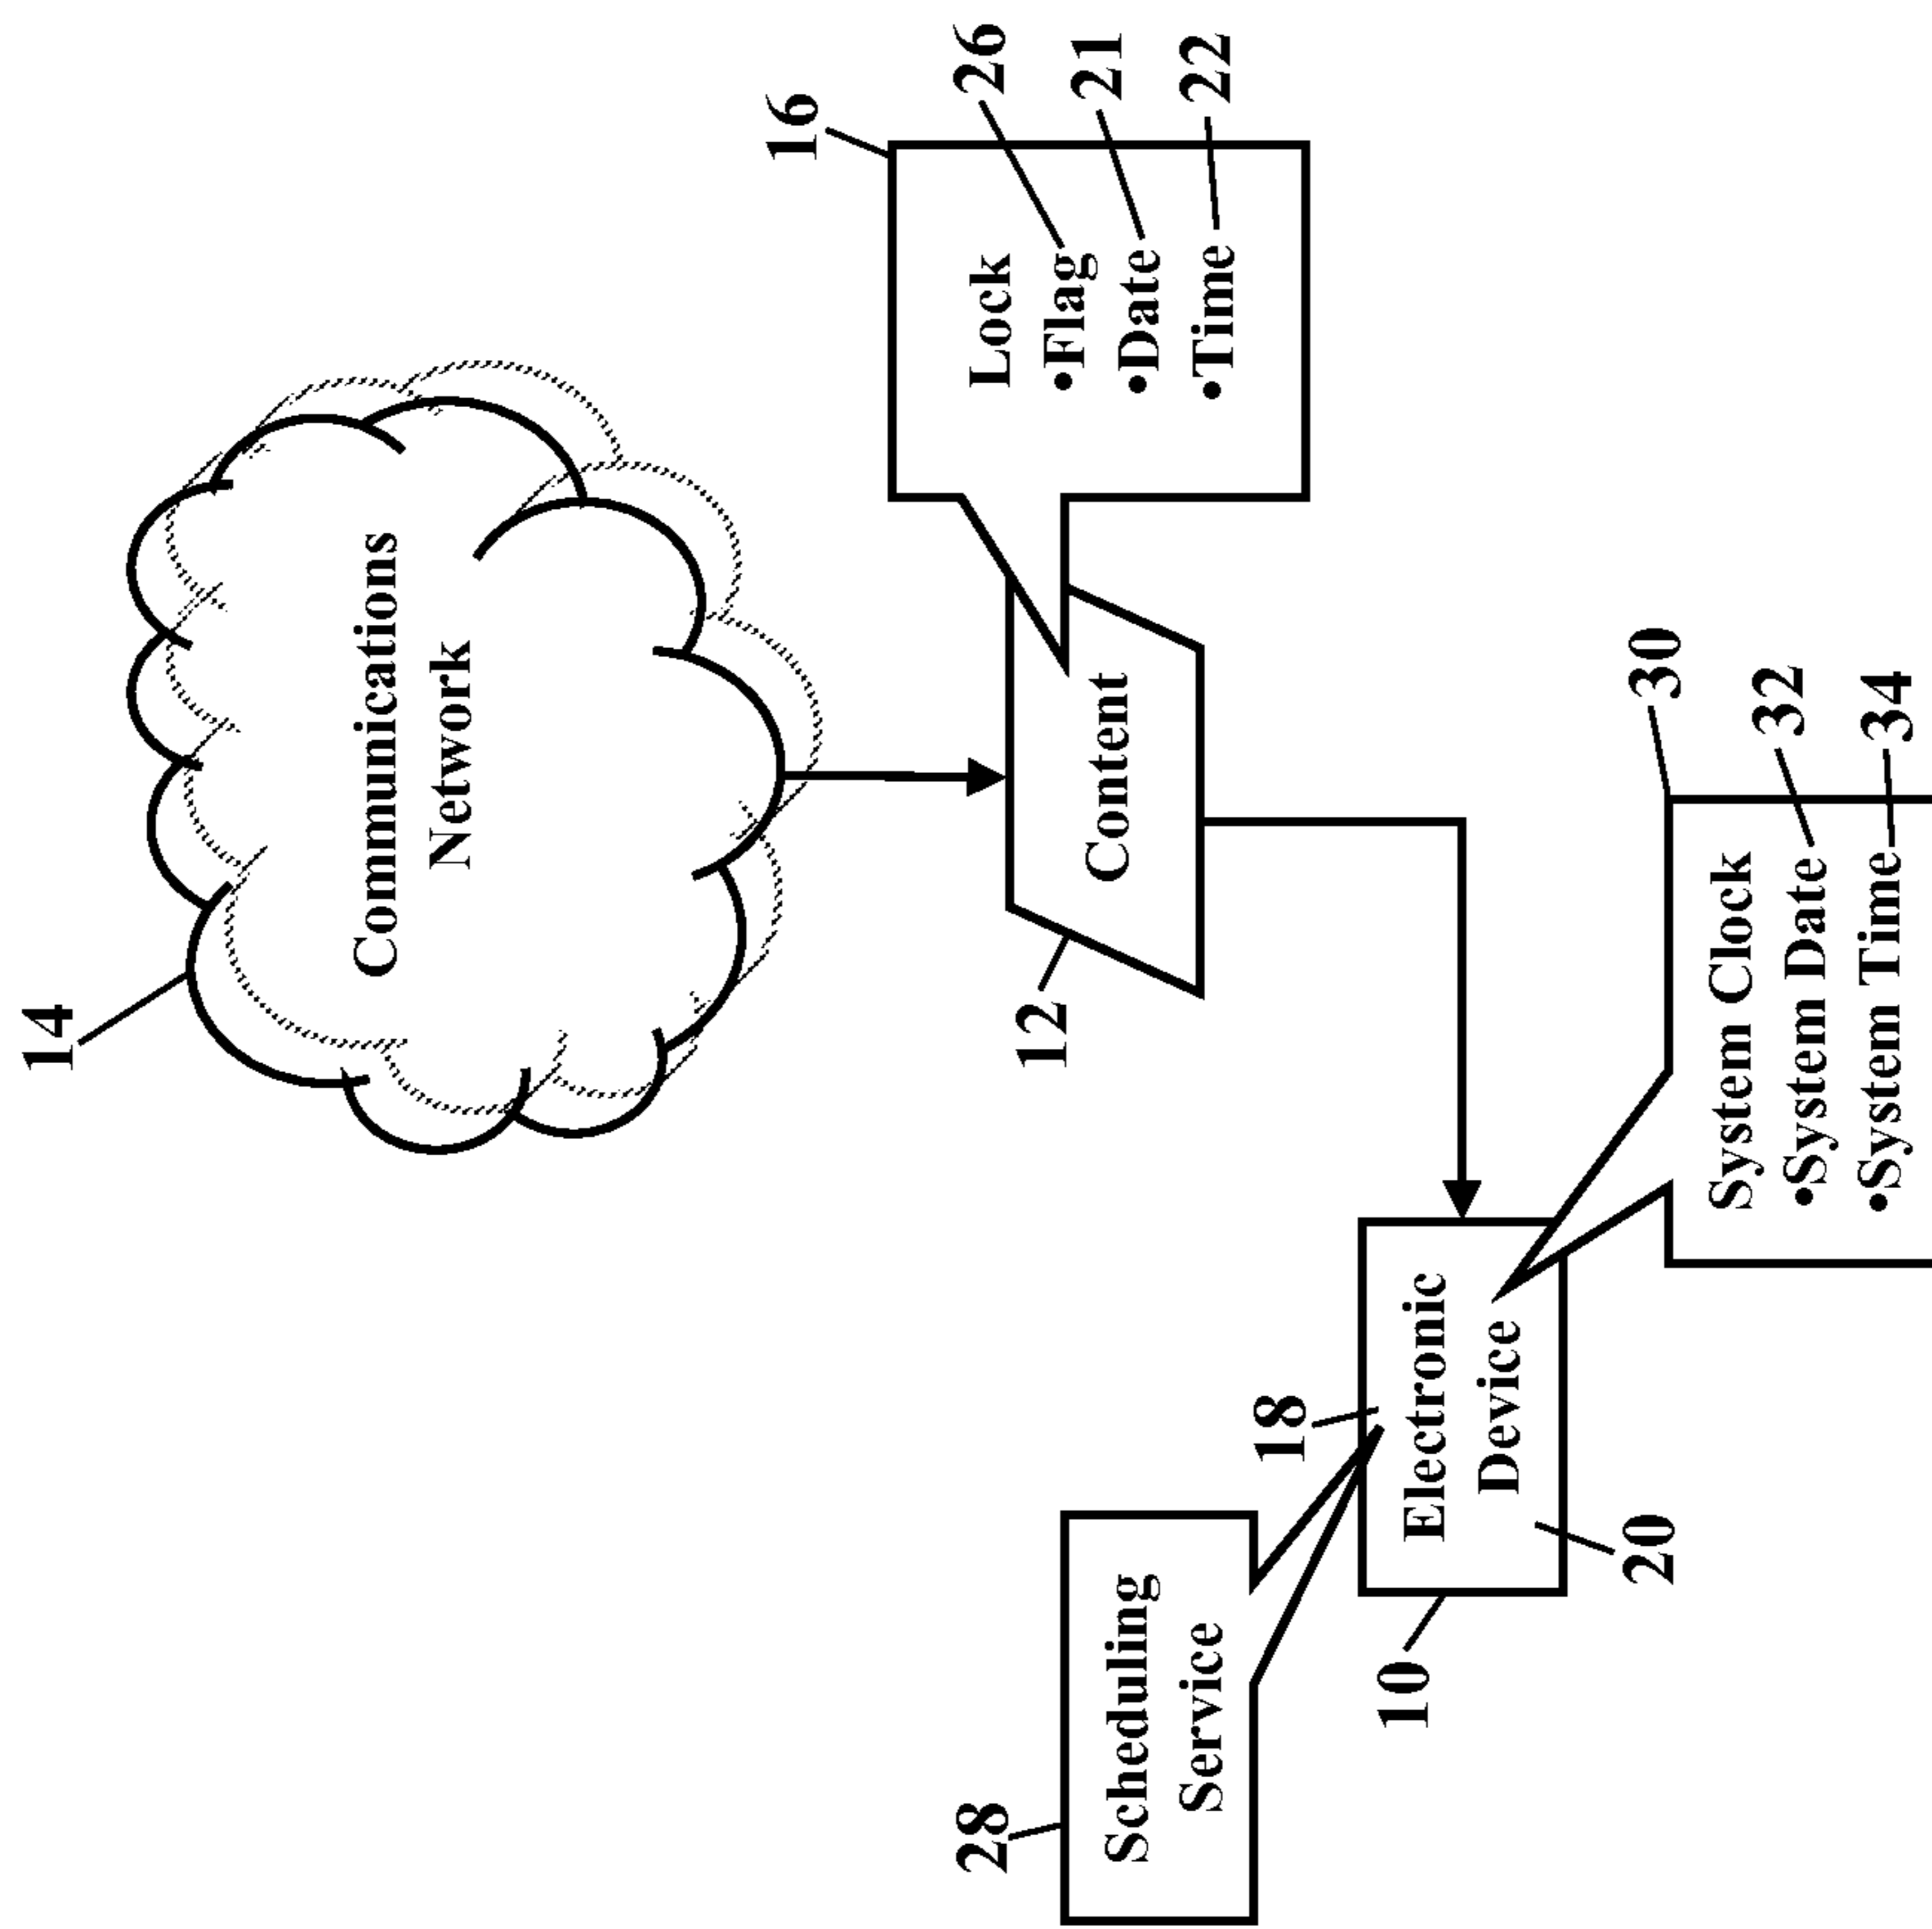 14
Communications
Network
16
Lock
•Flag
26
•Date
21
•Time
22
12
Content
28
Scheduling
Service
18
Electronic
Device
10
20
30
System Clock
•System Date
32
•System Time
34